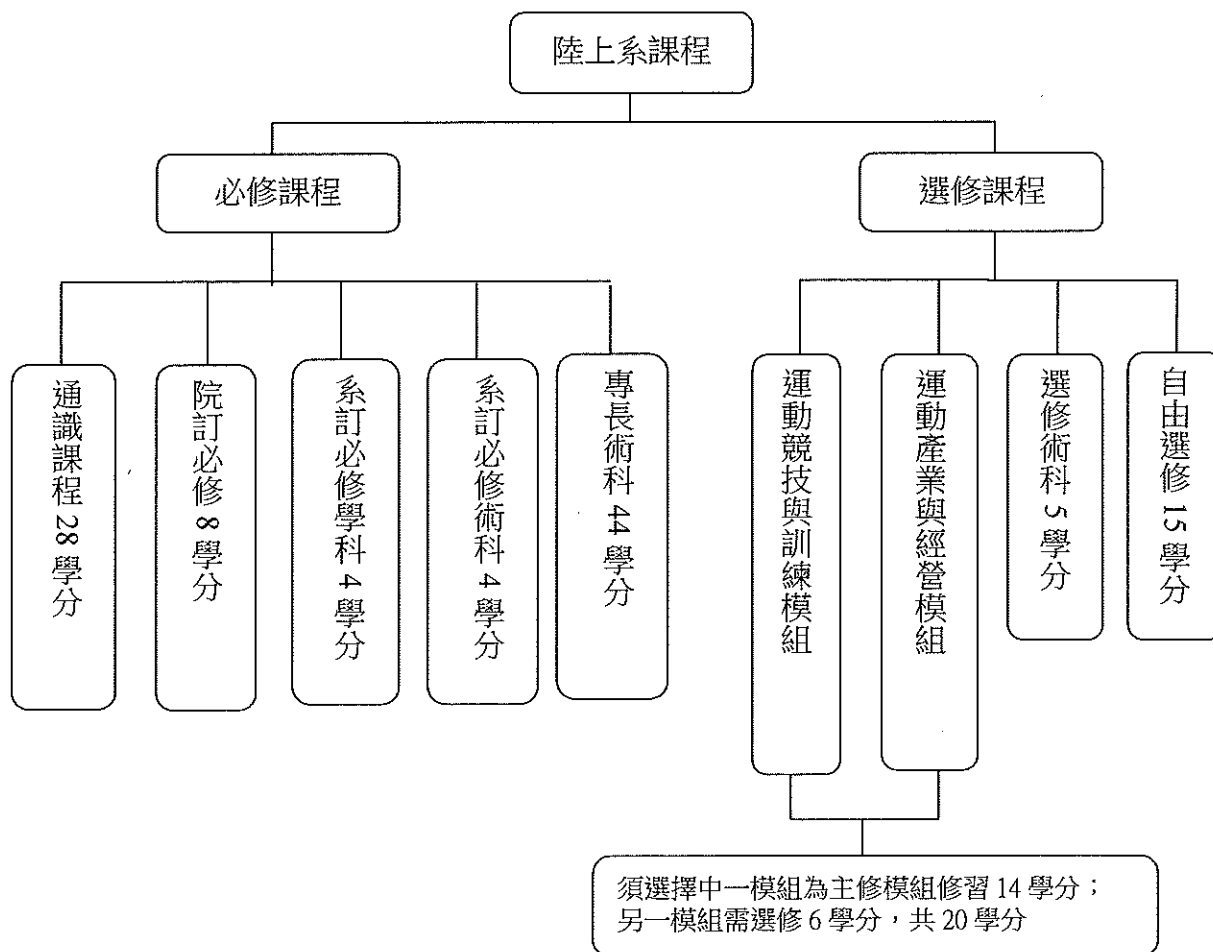 陸上系課程
必修課程
選修課程
通識課程 28 學分
院訂必修 8 學分
系訂必修學科 4 學分
系訂必修術科 4 學分
專長術科 44 學分
運動競技與訓練模組
運動產業與經營模組
選修術科 5 學分
自由選修 15 學分
須選擇中一模組為主修模組修習 14 學分；
另一模組需選修 6 學分，共 20 學分